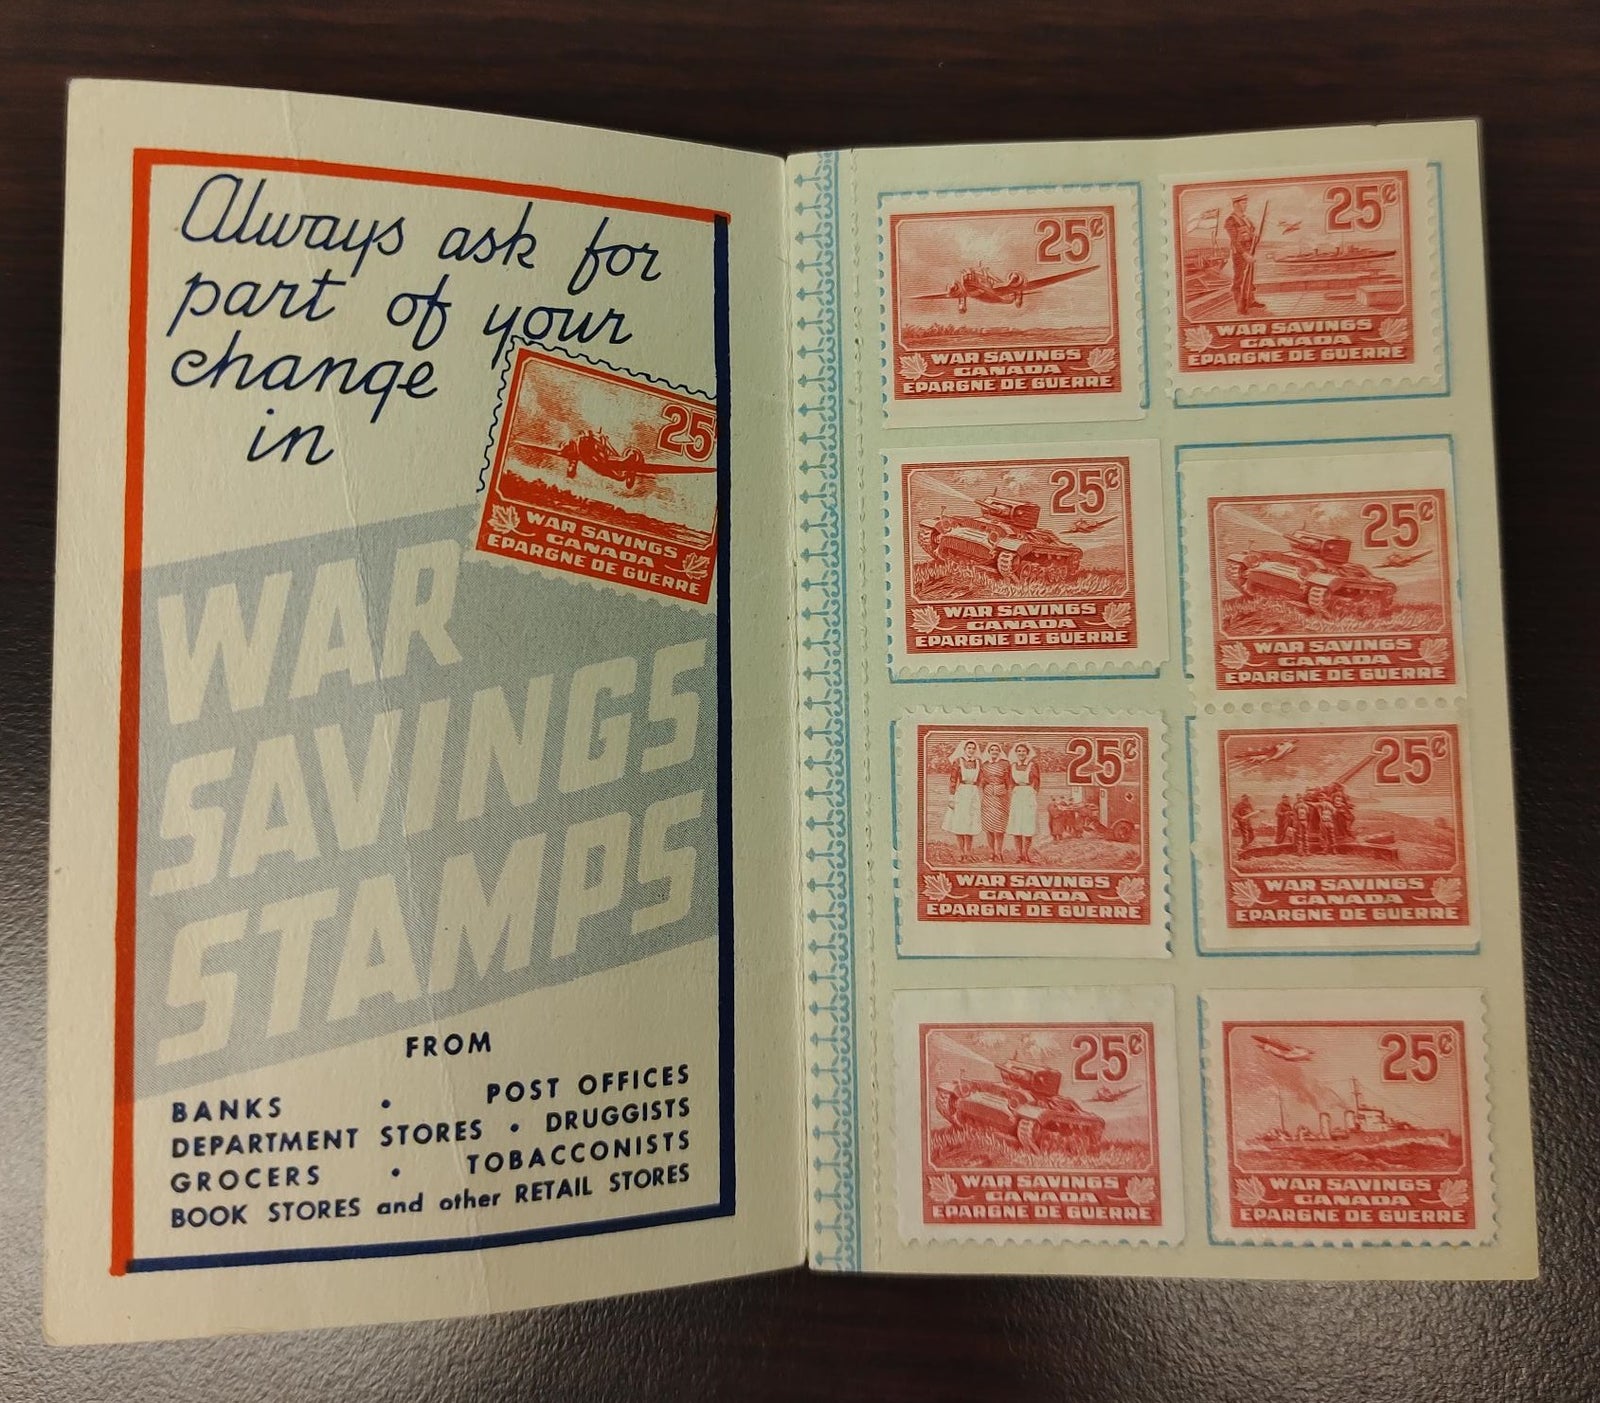 Always ask for
part of your
change
in
25
WAR SAVINGS
CANADA
EPARGNE DE GUERRE
WAR
SAVINGS
STAMPS
FROM
BANKS • POST OFFICES
DEPARTMENT STORES • DRUGGISTS
GROCERS • TOBACCONISTS
BOOK STORES and other RETAIL STORES
25¢
WAR SAVINGS
CANADA
EPARGNE DE GUERRE
25¢
WAR SAVINGS
CANADA
EPARGNE DE GUERRE
25¢
WAR SAVINGS
CANADA
EPARGNE DE GUERRE
25¢
WAR SAVINGS
CANADA
EPARGNE DE GUERRE
25¢
WAR SAVINGS
CANADA
EPARGNE DE GUERRE
25¢
WAR SAVINGS
CANADA
EPARGNE DE GUERRE
25¢
WAR SAVINGS
CANADA
EPARGNE DE GUERRE
25¢
WAR SAVINGS
CANADA
EPARGNE DE GUERRE